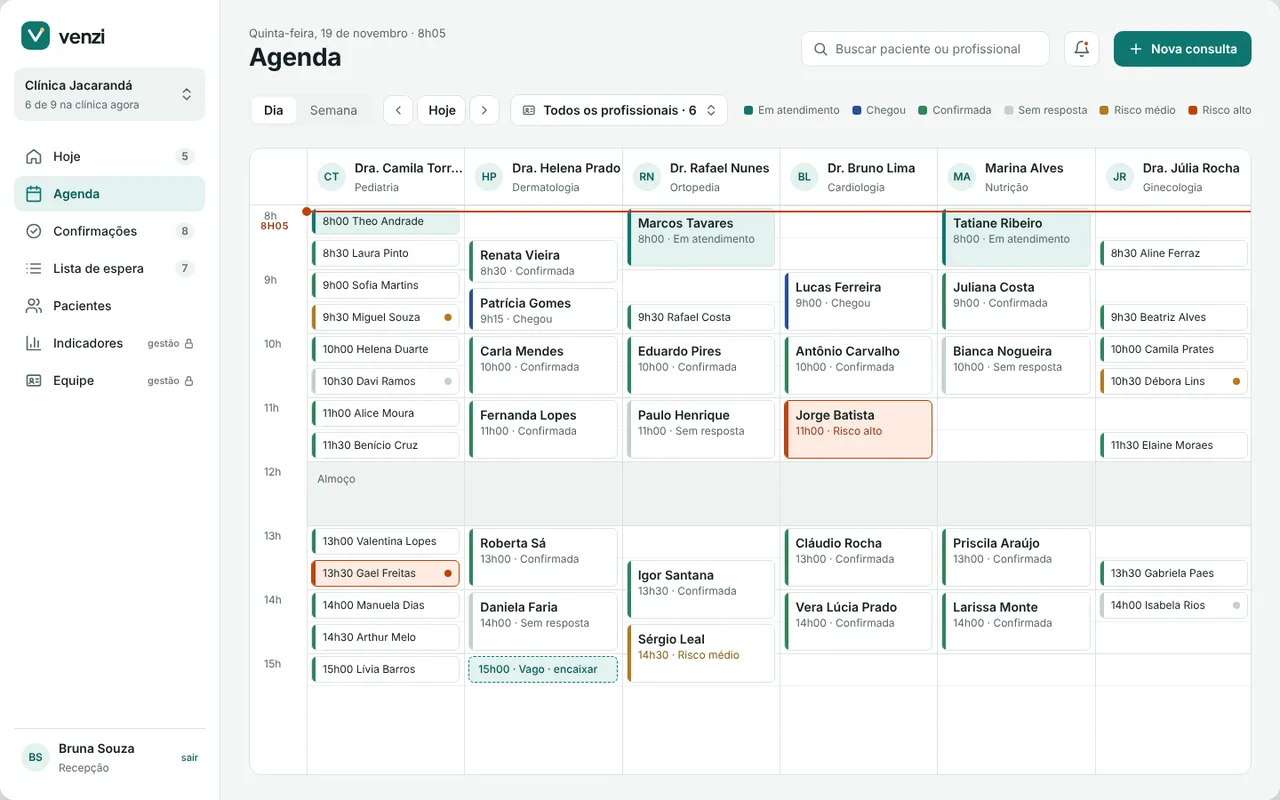 venzi
Clínica Jacarandá
6 de 9 na clínica agora
Hoje 5
Agenda
Confirmações 8
Lista de espera 7
Pacientes
Indicadores gestão
Equipe gestão
BS
Bruna Souza
Recepção
sair
Quinta-feira, 19 de novembro · 8h05
Agenda
Buscar paciente ou profissional
Nova consulta
Dia
Semana
Hoje
Todos os profissionais · 6
Em atendimento
Chegou
Confirmada
Sem resposta
Risco médio
Risco alto
CT
Dra. Camila Torr...
Pediatria
HP
Dra. Helena Prado
Dermatologia
RN
Dr. Rafael Nunes
Ortopedia
BL
Dr. Bruno Lima
Cardiologia
MA
Marina Alves
Nutrição
JR
Dra. Júlia Rocha
Ginecologia
8h
8H05
9h
10h
11h
12h
13h
14h
15h
8h00 Theo Andrade
8h30 Laura Pinto
9h00 Sofia Martins
9h30 Miguel Souza
10h00 Helena Duarte
10h30 Davi Ramos
11h00 Alice Moura
11h30 Benício Cruz
Almoço
13h00 Valentina Lopes
13h30 Gael Freitas
14h00 Manuela Dias
14h30 Arthur Melo
15h00 Lívia Barros
Renata Vieira
8h30 · Confirmada
Patrícia Gomes
9h15 · Chegou
Carla Mendes
10h00 · Confirmada
Fernanda Lopes
11h00 · Confirmada
Roberta Sá
13h00 · Confirmada
Daniela Faria
14h00 · Sem resposta
15h00 · Vago · encaixar
Marcos Tavares
8h00 · Em atendimento
9h30 Rafael Costa
Eduardo Pires
10h00 · Confirmada
Paulo Henrique
11h00 · Sem resposta
Igor Santana
13h30 · Confirmada
Sérgio Leal
14h30 · Risco médio
Lucas Ferreira
9h00 · Chegou
Antônio Carvalho
10h00 · Confirmada
Jorge Batista
11h00 · Risco alto
Cláudio Rocha
13h00 · Confirmada
Vera Lúcia Prado
14h00 · Confirmada
Tatiane Ribeiro
8h00 · Em atendimento
Juliana Costa
9h00 · Confirmada
Bianca Nogueira
10h00 · Sem resposta
Priscila Araújo
13h00 · Confirmada
Larissa Monte
14h00 · Confirmada
8h30 Aline Ferraz
9h30 Beatriz Alves
10h00 Camila Prates
10h30 Débora Lins
11h30 Elaine Moraes
13h30 Gabriela Paes
14h00 Isabela Rios